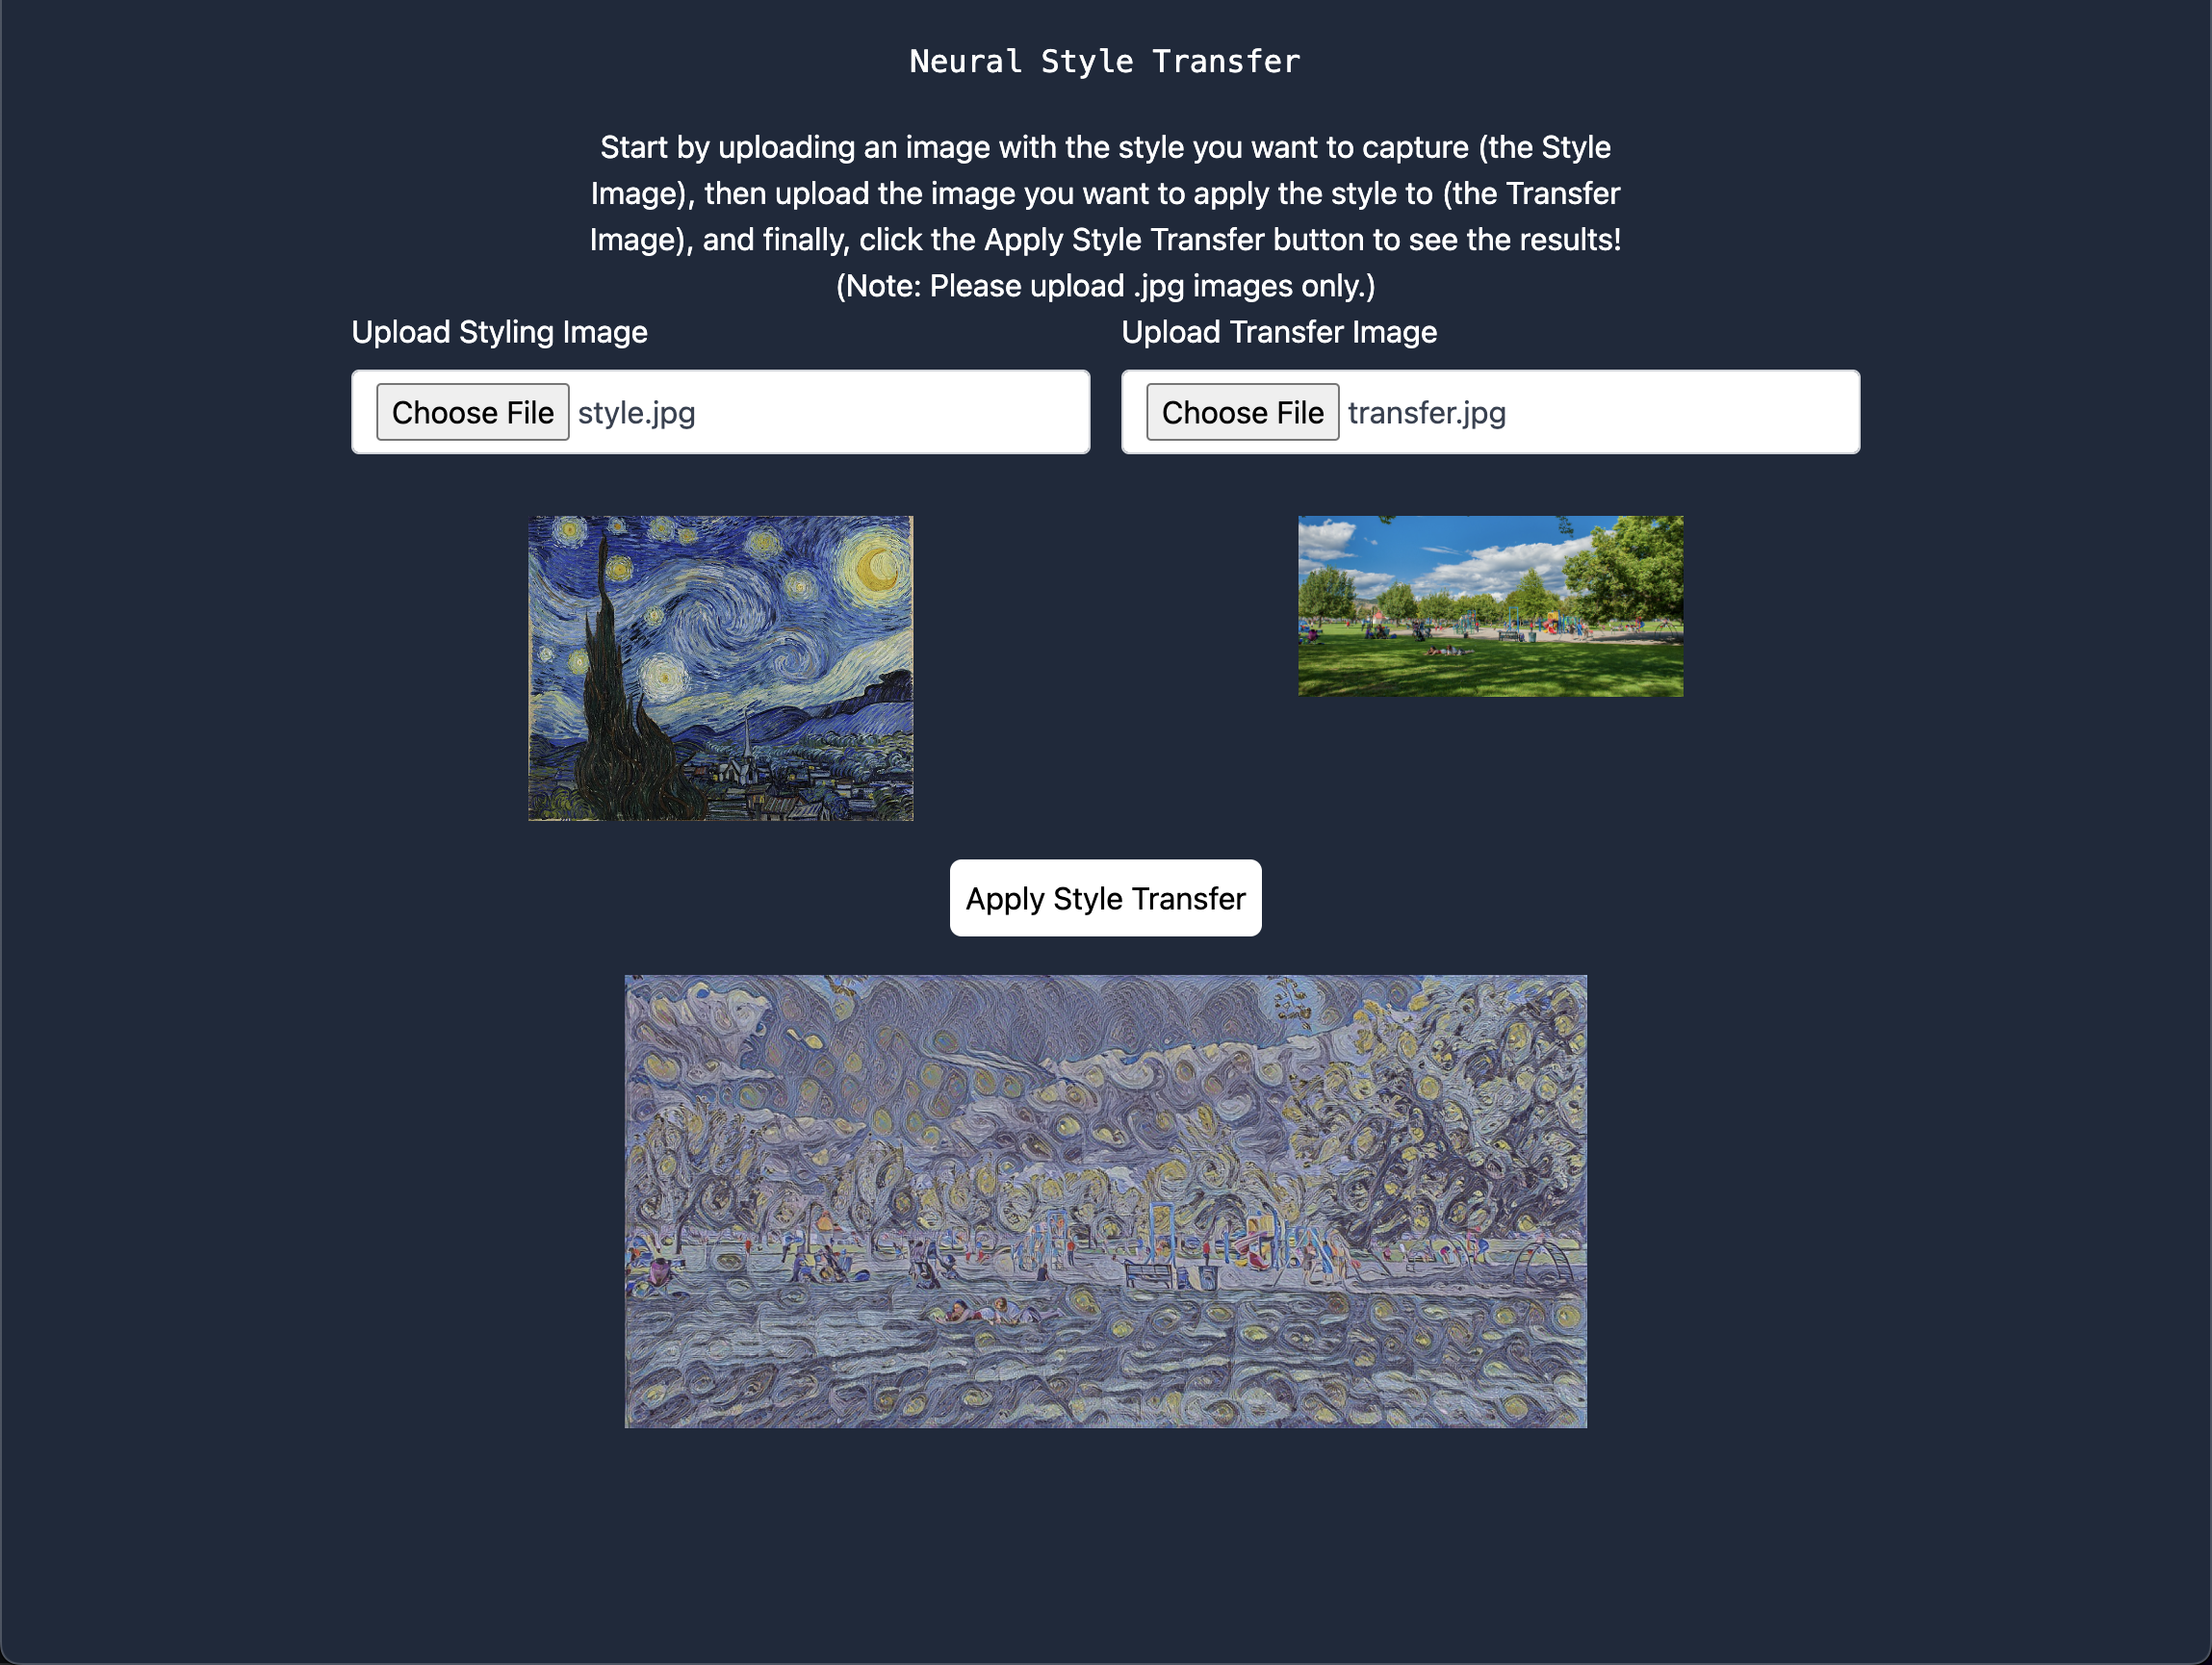 Neural Style Transfer
Start by uploading an image with the style you want to capture (the Style
Image), then upload the image you want to apply the style to (the Transfer
Image), and finally, click the Apply Style Transfer button to see the results!
(Note: Please upload .jpg images only.)
Upload Styling Image
Choose File style.jpg
Upload Transfer Image
Choose File transfer.jpg
Apply Style Transfer